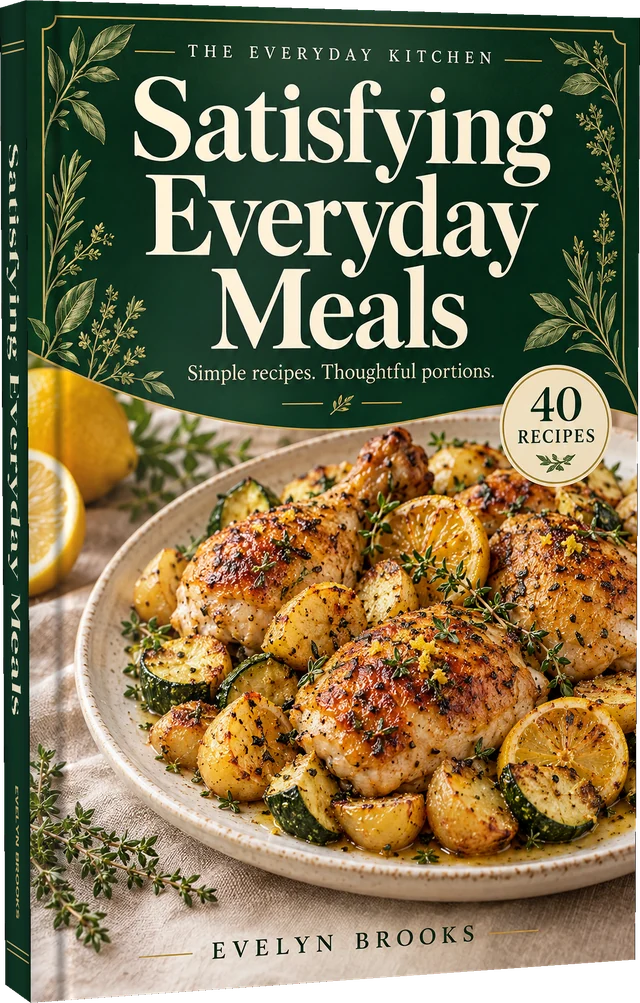 THE EVERYDAY KITCHEN
Satisfying
Everyday
Meals
Simple recipes. Thoughtful portions.
40
RECIPES
EVELYN BROOKS
Satisfying Everyday Meals
EVELYN BROOKS